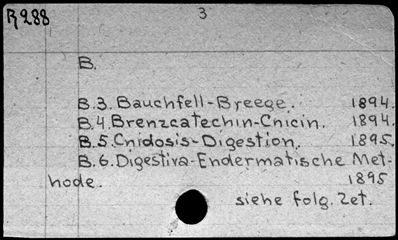 R 288
3
B.
B.3. Bauchfell-Breege. 1894.
B.4. Brenzcatechin-Cnicin. 1894.
B.5. Cnidosis-Digestion. 1895.
B.6. Digestiva-Endermatische Met-
hode. 1895
siehe folg. Zet.